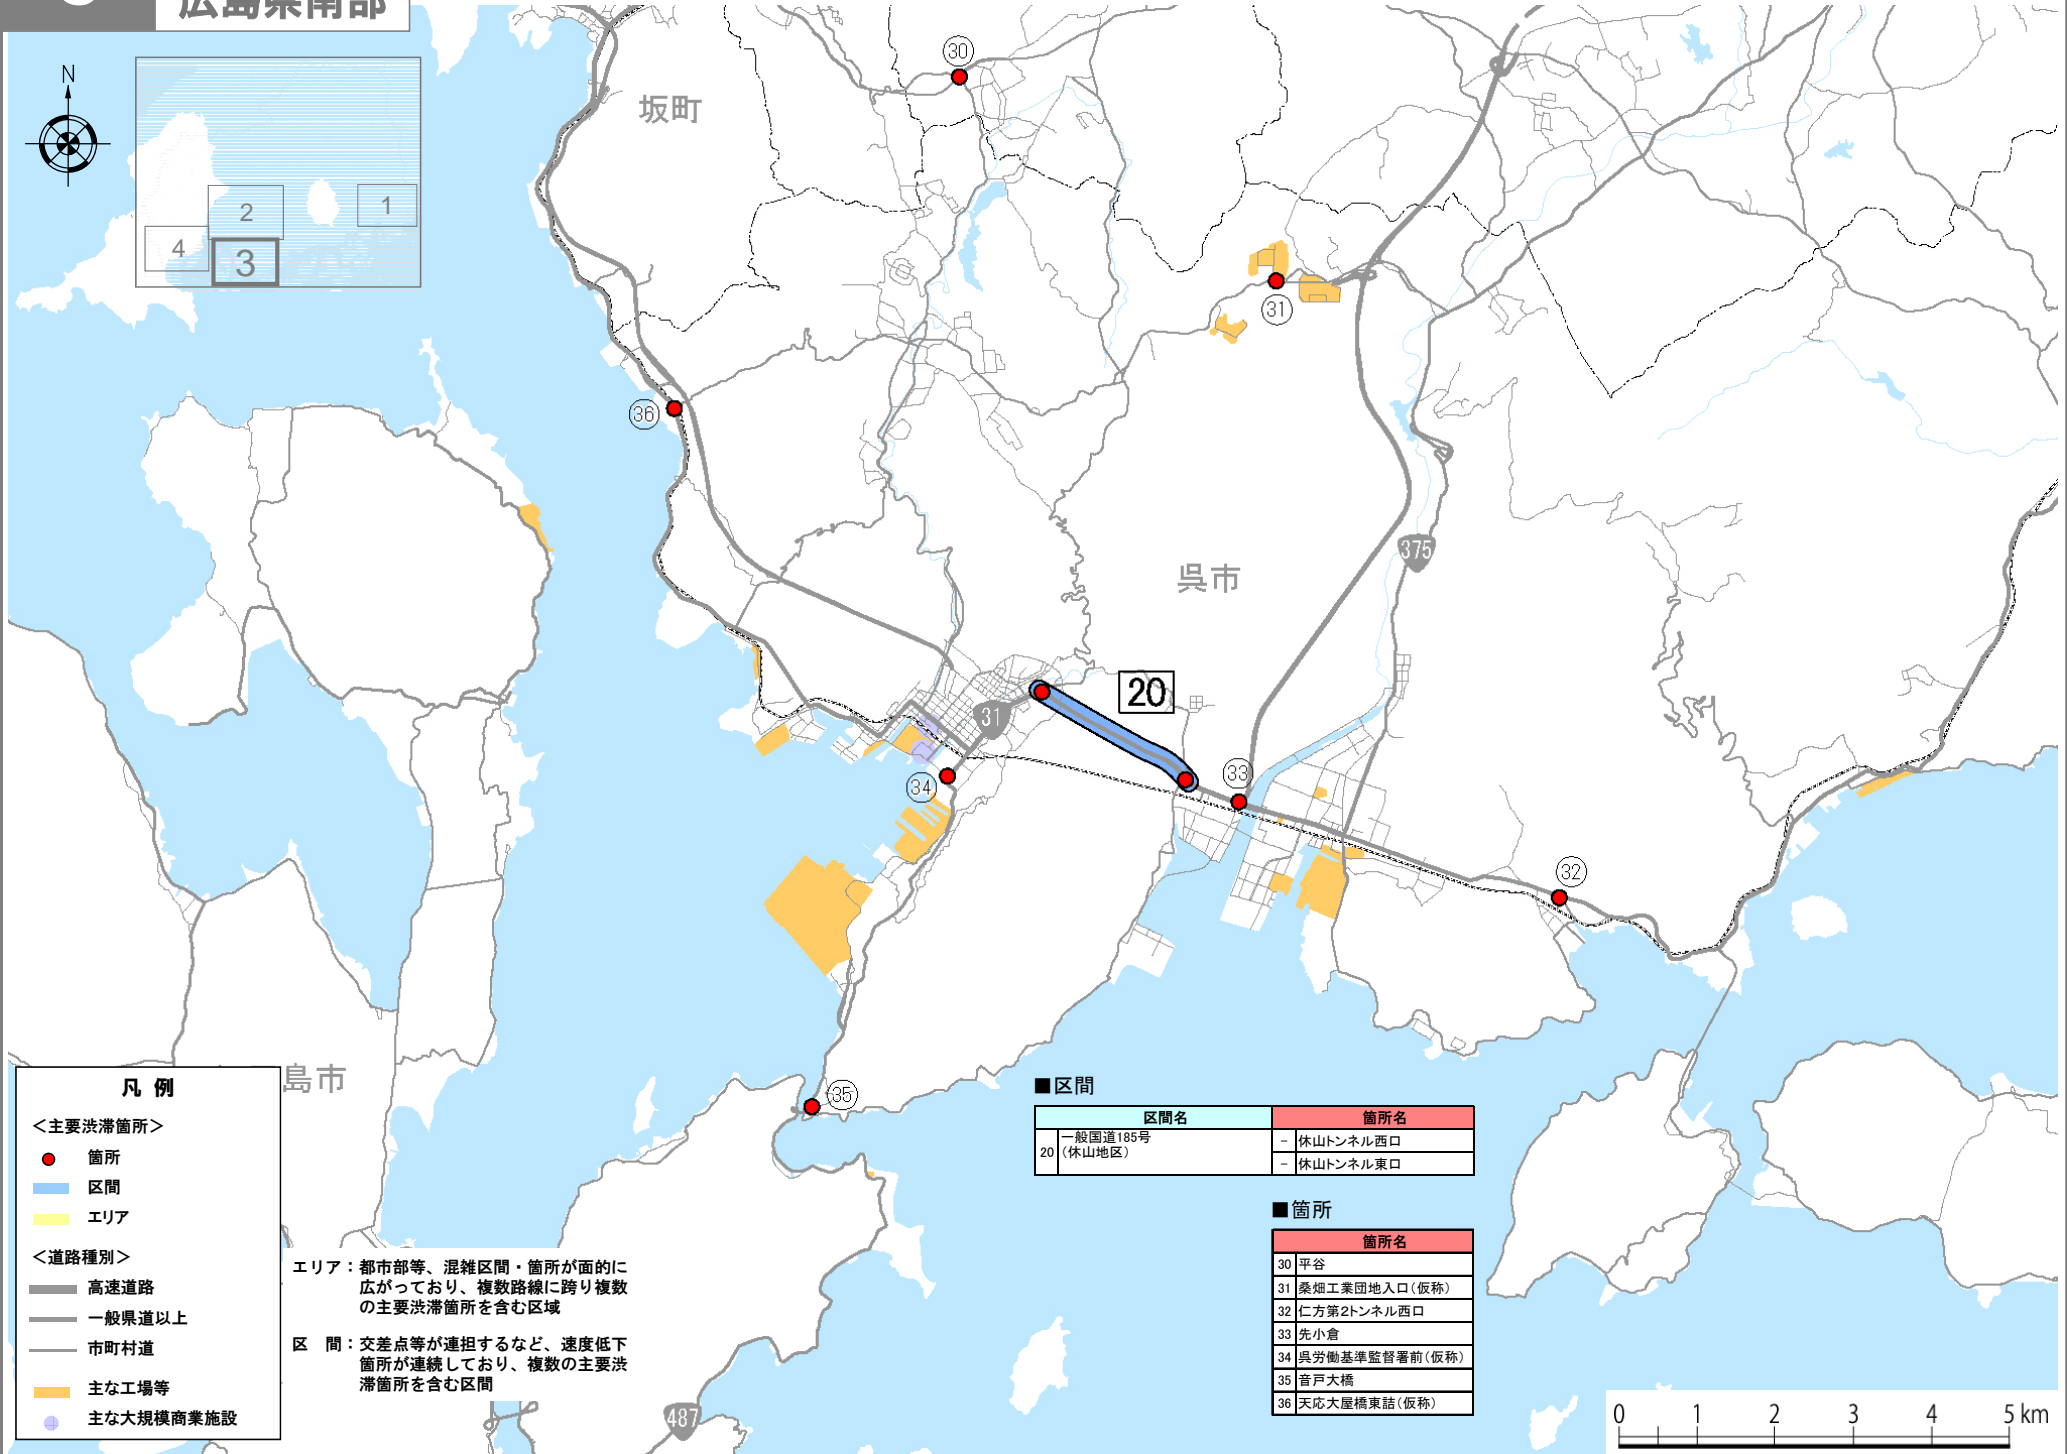 広島県南部
N
1
2
3
4
坂町
呉市
島市
30
31
36
375
20
31
33
34
32
35
487
凡 例
＜主要渋滞箇所＞
箇所
区間
エリア
＜道路種別＞
高速道路
一般県道以上
市町村道
主な工場等
主な大規模商業施設
エリア：都市部等、混雑区間・箇所が面的に
広がっており、複数路線に跨り複数
の主要渋滞箇所を含む区域
区　間：交差点等が連担するなど、速度低下
箇所が連続しており、複数の主要渋
滞箇所を含む区間
■区間
区間名 箇所名
20 一般国道185号
（休山地区）
－ 休山トンネル西口
－ 休山トンネル東口
■箇所
箇所名
30 平谷
31 桑畑工業団地入口（仮称）
32 仁方第2トンネル西口
33 先小倉
34 呉労働基準監督署前（仮称）
35 音戸大橋
36 天応大屋橋東詰（仮称）
0 1 2 3 4 5 km